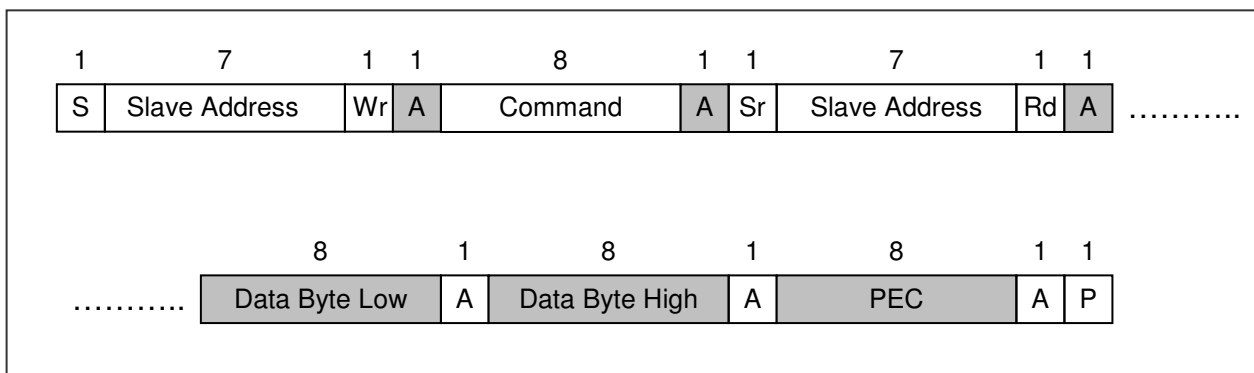 1 7 1 1 8 1 1 7 1 1
S Slave Address Wr A Command A Sr Slave Address Rd A ………..
8 1 8 1 8 1 1
……….. Data Byte Low A Data Byte High A PEC A P